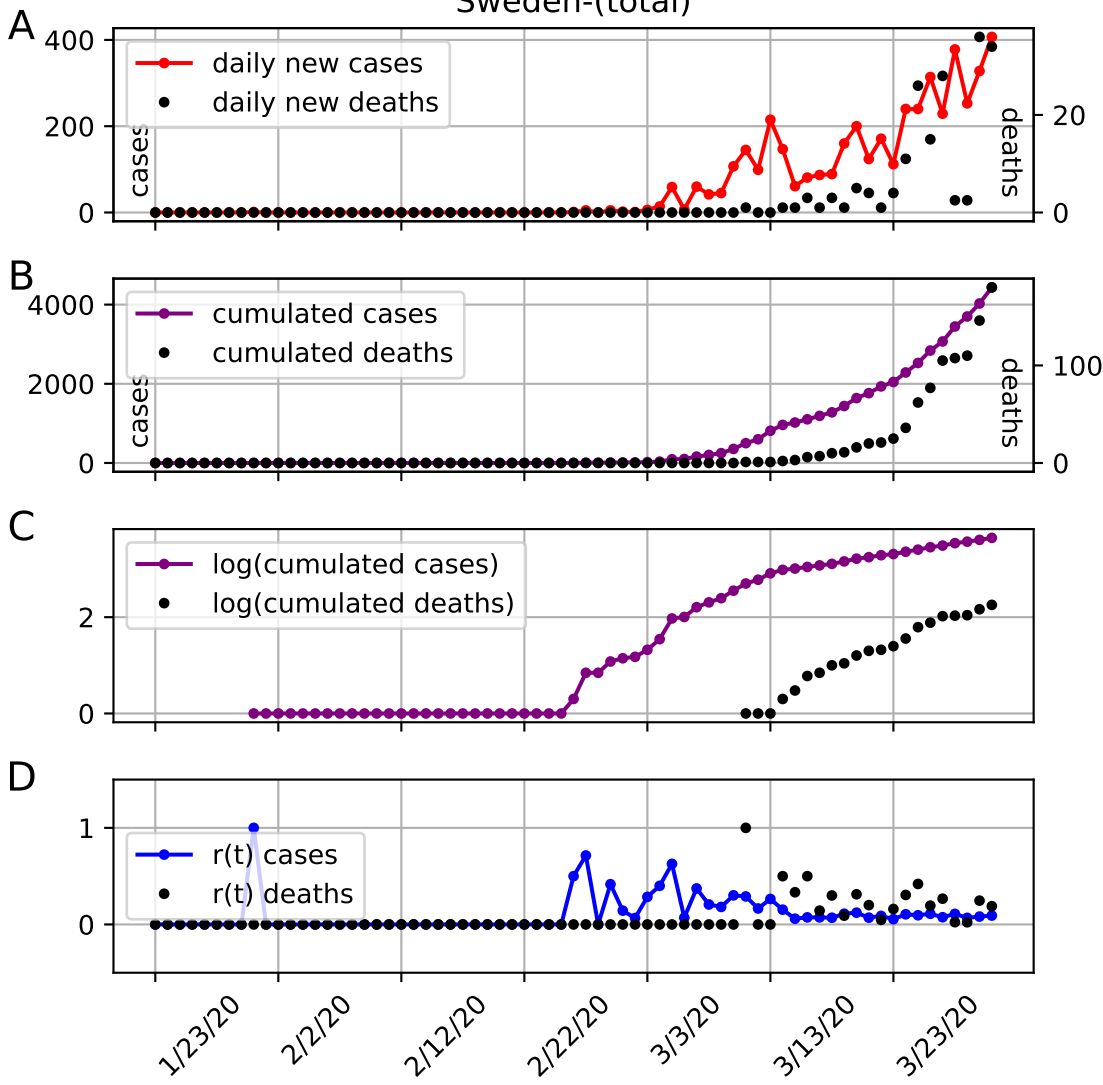 Sweden-(total)
A
400
200
0
daily new cases
daily new deaths
cases
20
0
deaths
B
4000
2000
0
cumulated cases
cumulated deaths
cases
100
0
deaths
C
2
0
log(cumulated cases)
log(cumulated deaths)
D
1
0
r(t) cases
r(t) deaths
1/23/20
2/2/20
2/12/20
2/22/20
3/3/20
3/13/20
3/23/20